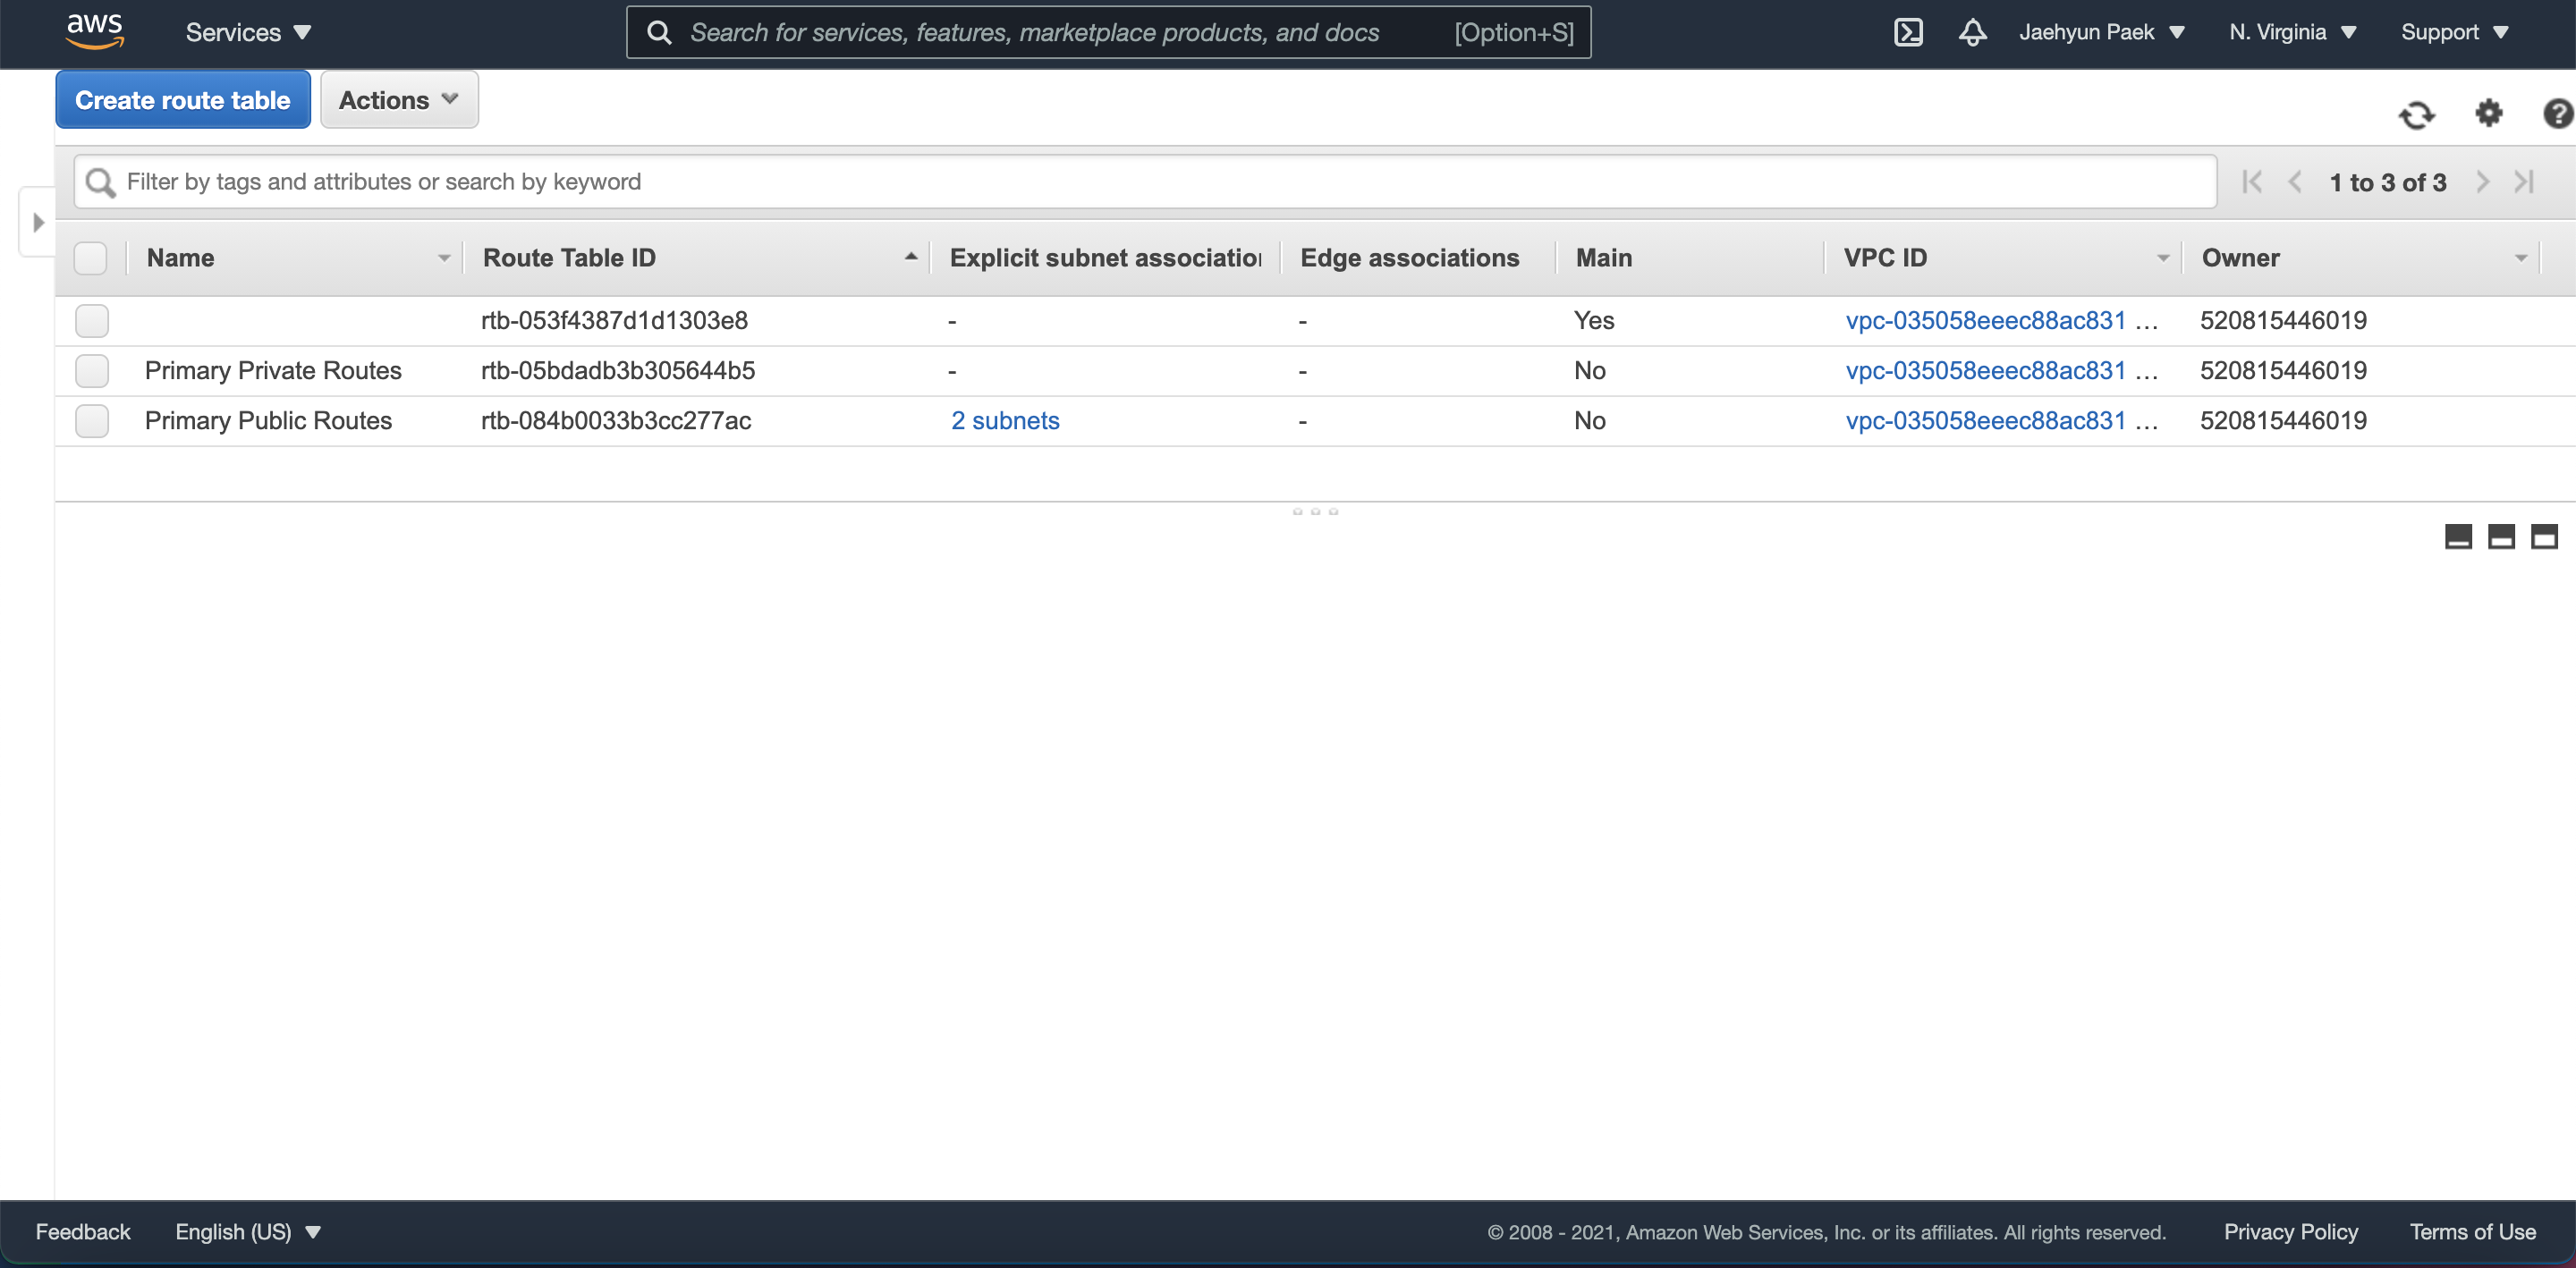 aws Services Search for services, features, marketplace products, and docs [Option+S] Jaehyun Paek N. Virginia Support
Create route table Actions
Filter by tags and attributes or search by keyword 1 to 3 of 3
Name Route Table ID Explicit subnet association Edge associations Main VPC ID Owner
rtb-053f4387d1d1303e8 - - Yes vpc-035058eeec88ac831 ... 520815446019
Primary Private Routes rtb-05bdadb3b305644b5 - - No vpc-035058eeec88ac831 ... 520815446019
Primary Public Routes rtb-084b0033b3cc277ac 2 subnets - No vpc-035058eeec88ac831 ... 520815446019
Feedback English (US) © 2008 - 2021, Amazon Web Services, Inc. or its affiliates. All rights reserved. Privacy Policy Terms of Use